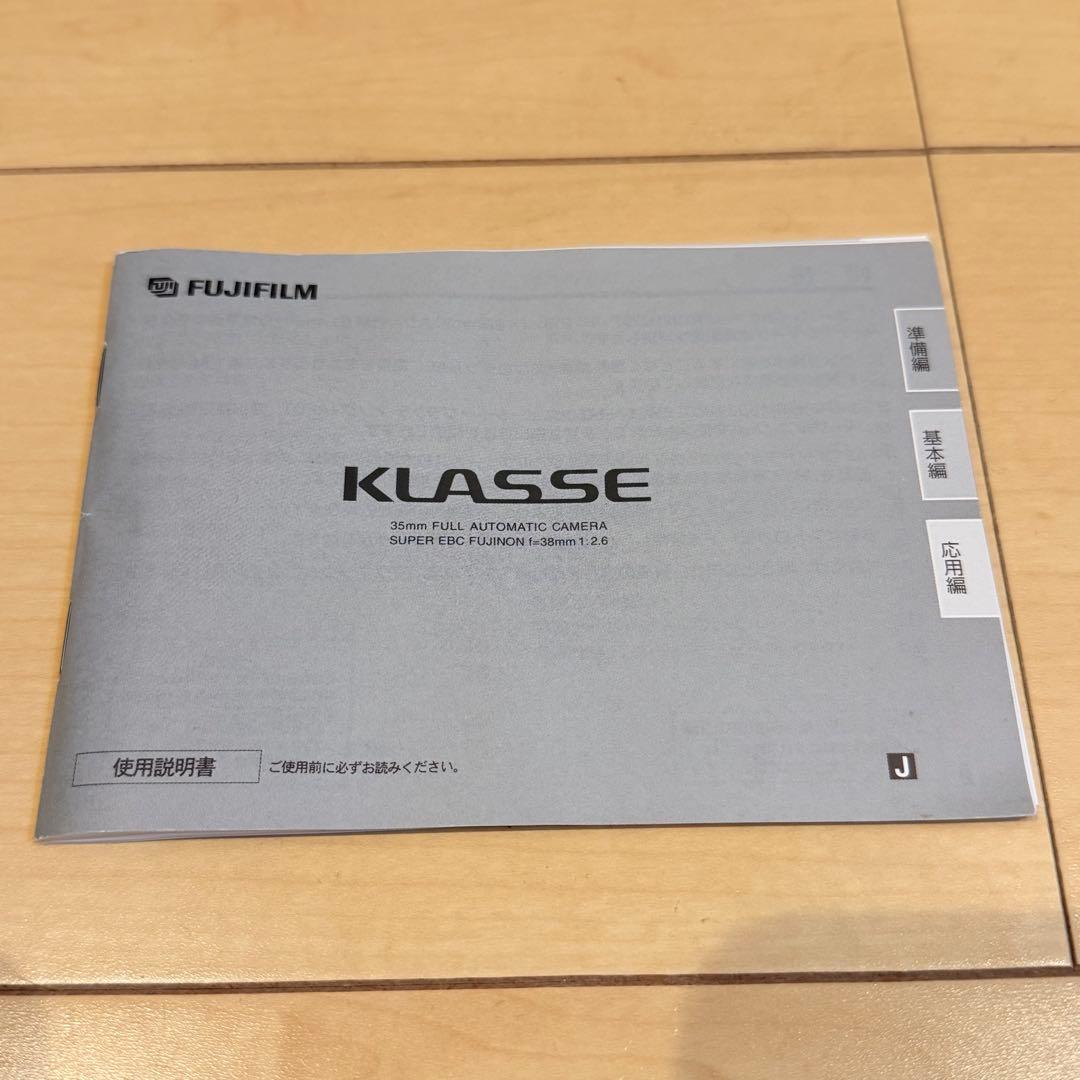 FUJIFILM
準備編
基本編
応用編
KLASSE
35mm FULL AUTOMATIC CAMERA
SUPER EBC FUJINON f=38mm 1:2.6
使用説明書 ご使用前に必ずお読みください。
J